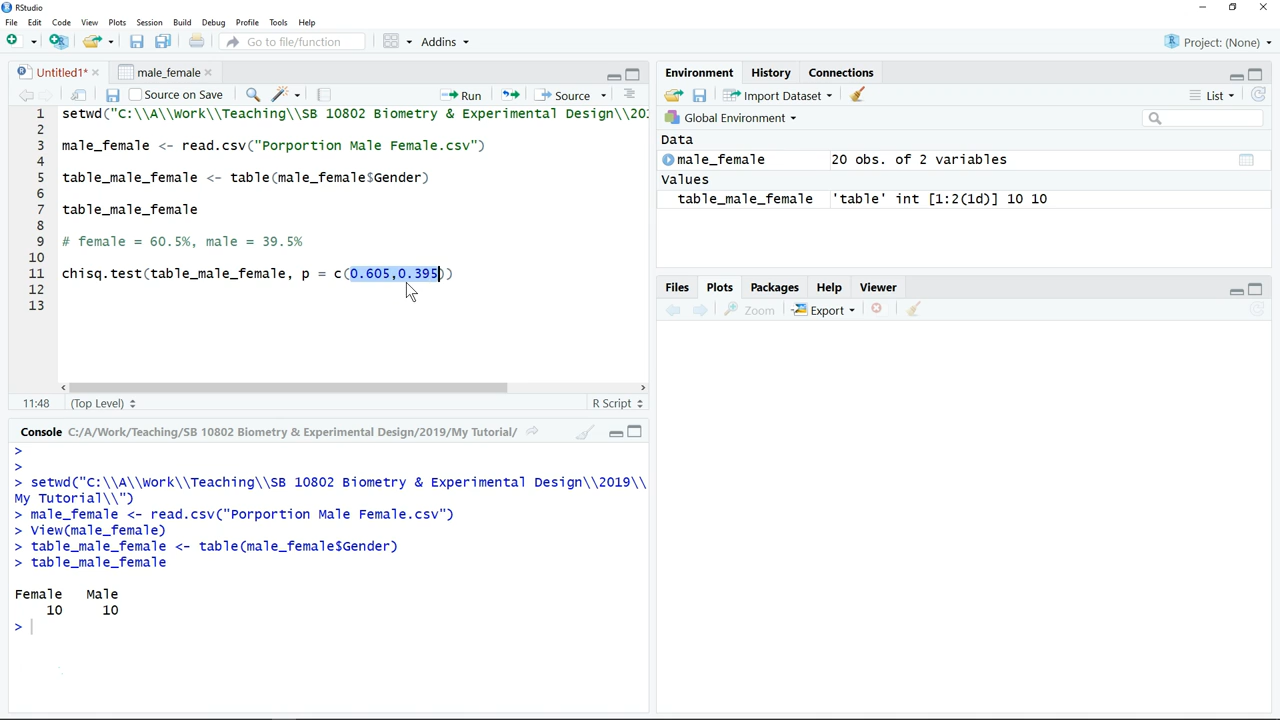 RStudio
File Edit Code View Plots Session Build Debug Profile Tools Help
Go to file/function Addins Project: (None)
Untitled1* male_female
Source on Save Run Source
1 setwd("C:\\A\\Work\\Teaching\\SB 10802 Biometry & Experimental Design\\201
2
3 male_female <- read.csv("Porportion Male Female.csv")
4
5 table_male_female <- table(male_female$Gender)
6
7 table_male_female
8
9 # female = 60.5%, male = 39.5%
10
11 chisq.test(table_male_female, p = c(0.605,0.395))
12
13
11:48 (Top Level) R Script
Console C:/A/Work/Teaching/SB 10802 Biometry & Experimental Design/2019/My Tutorial/
>
>
> setwd("C:\\A\\Work\\Teaching\\SB 10802 Biometry & Experimental Design\\2019\\
My Tutorial\\")
> male_female <- read.csv("Porportion Male Female.csv")
> View(male_female)
> table_male_female <- table(male_female$Gender)
> table_male_female
Female Male
10 10
>
Environment History Connections
Import Dataset List
Global Environment
Data
male_female 20 obs. of 2 variables
Values
table_male_female 'table' int [1:2(1d)] 10 10
Files Plots Packages Help Viewer
Zoom Export